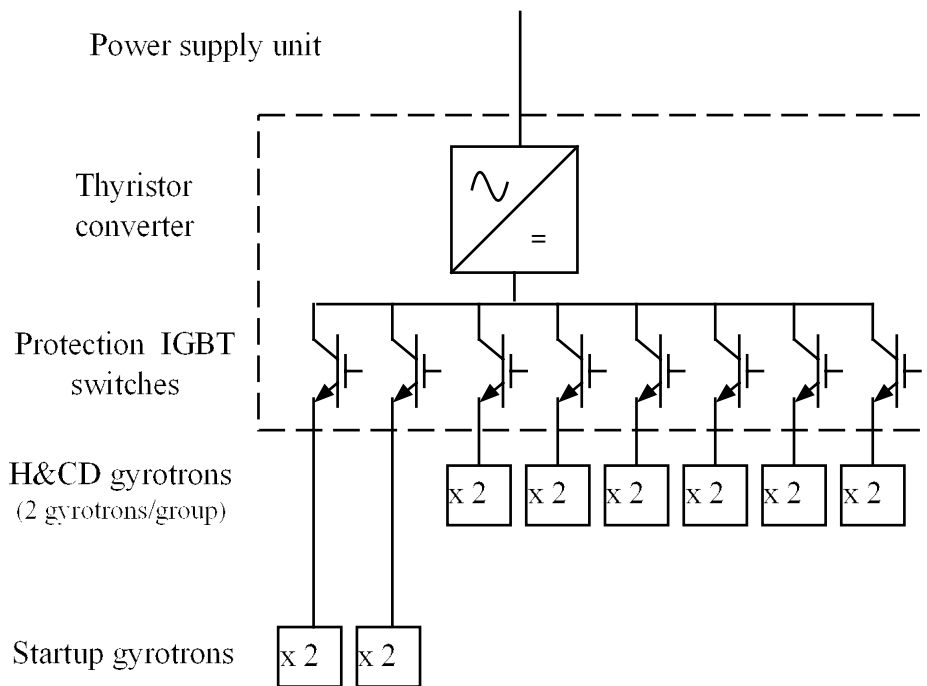 Power supply unit
Thyristor
converter
=
Protection IGBT
switches
H&CD gyrotrons
(2 gyrotrons/group)
x 2 x 2 x 2 x 2 x 2 x 2
Startup gyrotrons
x 2 x 2